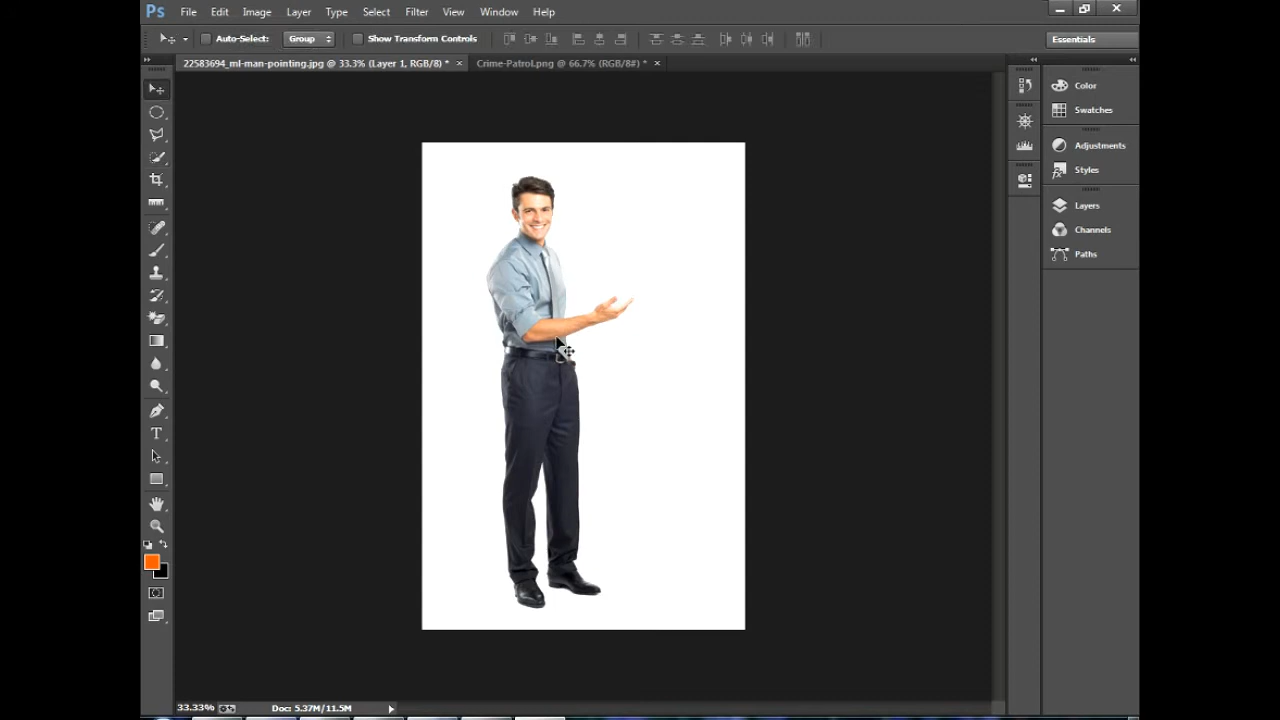 Ps File Edit Image Layer Type Select Filter View Window Help
Auto-Select: Group Show Transform Controls Essentials
22583694_ml-man-pointing.jpg @ 33.3% (Layer 1, RGB/8) * × Crime-Patrol.png @ 66.7% (RGB/8#) * ×
Color
Swatches
Adjustments
Styles
Layers
Channels
Paths
T
33.33% Doc: 5.37M/11.5M